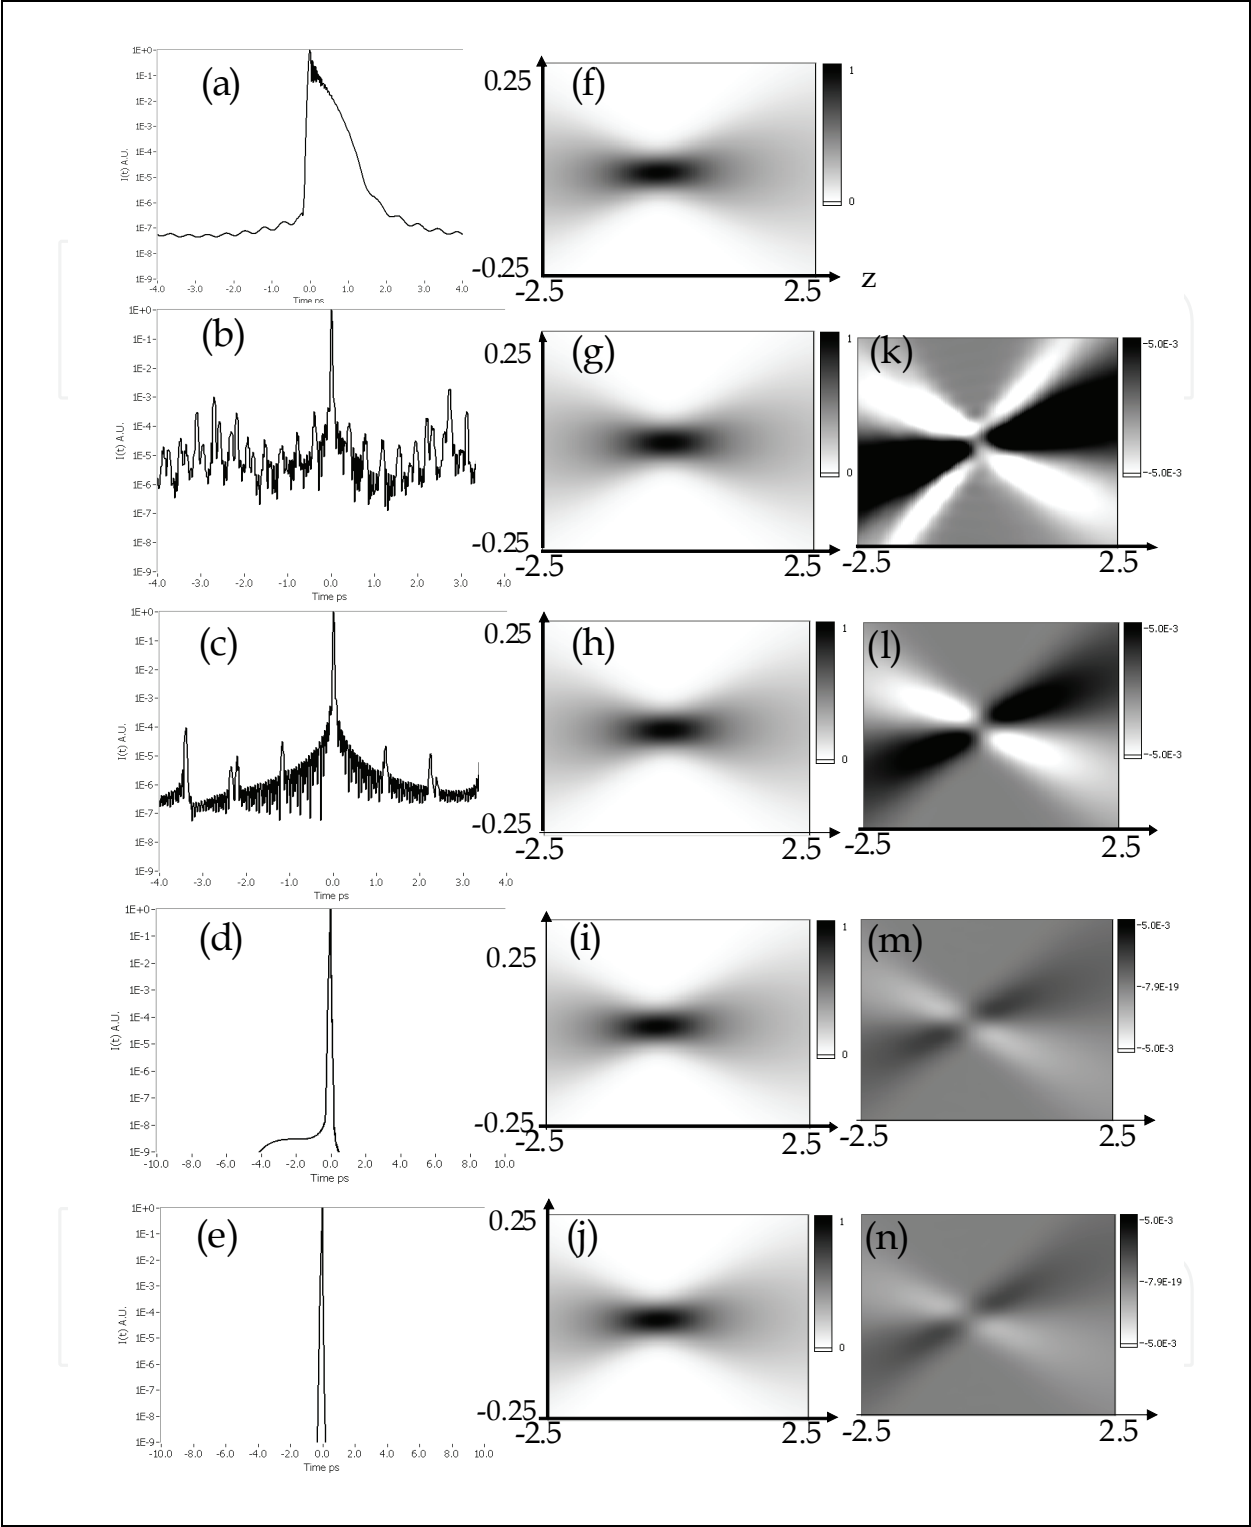 (a)
1E+0
1E-1
1E-2
1E-3
1E-4
1E-5
1E-6
1E-7
1E-8
1E-9
I(t) A.U.
-4.0 -3.0 -2.0 -1.0 0.0 1.0 2.0 3.0 4.0
Time ps
(f)
0.25
-0.25
-2.5 2.5 z
1
0
(b)
1E+0
1E-1
1E-2
1E-3
1E-4
1E-5
1E-6
1E-7
1E-8
1E-9
I(t) A.U.
-4.0 -3.0 -2.0 -1.0 0.0 1.0 2.0 3.0 4.0
Time ps
(g)
0.25
-0.25
-2.5 2.5
1
0
(k)
-2.5 2.5
-5.0E-3
-5.0E-3
(c)
1E+0
1E-1
1E-2
1E-3
1E-4
1E-5
1E-6
1E-7
1E-8
1E-9
I(t) A.U.
-4.0 -3.0 -2.0 -1.0 0.0 1.0 2.0 3.0 4.0
Time ps
(h)
0.25
-0.25
-2.5 2.5
1
0
(l)
-2.5 2.5
-5.0E-3
-5.0E-3
(d)
1E+0
1E-1
1E-2
1E-3
1E-4
1E-5
1E-6
1E-7
1E-8
1E-9
I(t) A.U.
-10.0 -8.0 -6.0 -4.0 -2.0 0.0 2.0 4.0 6.0 8.0 10.0
Time ps
(i)
0.25
-0.25
-2.5 2.5
1
0
(m)
-2.5 2.5
-5.0E-3
-7.9E-19
-5.0E-3
(e)
1E+0
1E-1
1E-2
1E-3
1E-4
1E-5
1E-6
1E-7
1E-8
1E-9
I(t) A.U.
-10.0 -8.0 -6.0 -4.0 -2.0 0.0 2.0 4.0 6.0 8.0 10.0
Time ps
(j)
0.25
-0.25
-2.5 2.5
1
0
(n)
-2.5 2.5
-5.0E-3
-7.9E-19
-5.0E-3